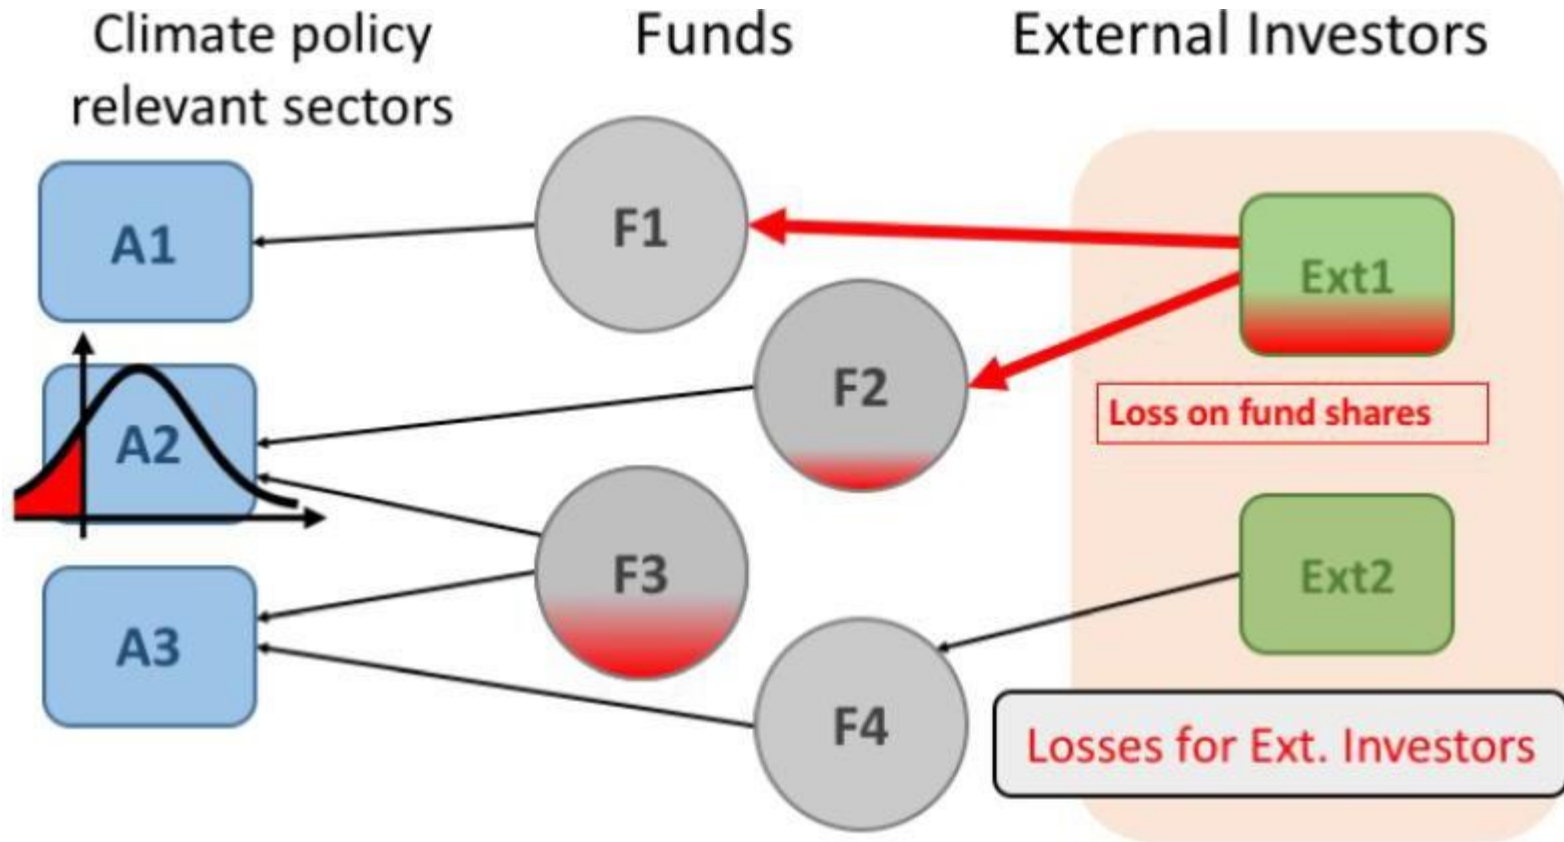 Climate policy
relevant sectors
Funds
External Investors
A1
F1
Ext1
F2
A2
Loss on fund shares
F3
Ext2
A3
F4
Losses for Ext. Investors